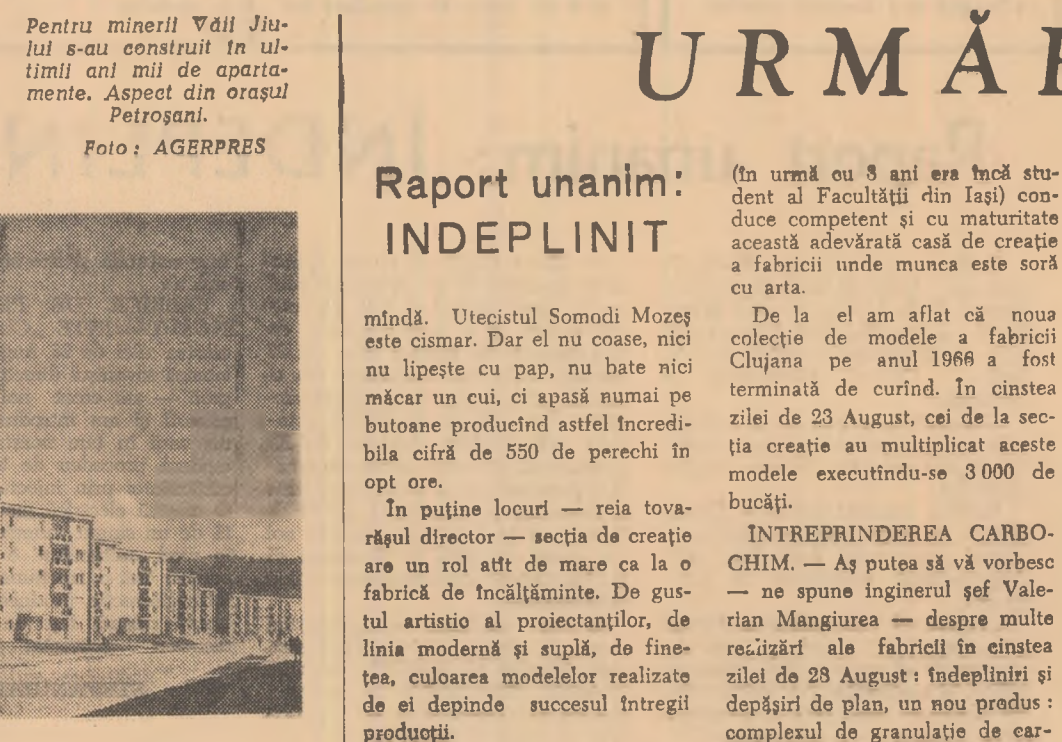 Pentru minerii Văii Jiu-
lui s-au construit în ul-
timii ani mii de aparta-
mente. Aspect din orașul
Petroșani.
Foto : AGERPRES
URMĂ
Raport unanim:
INDEPLINIT
mîndă. Utecistul Somodi Mozeș
este cismar. Dar el nu coase, nici
nu lipește cu pap, nu bate nici
măcar un cui, ci apasă numai pe
butoane producînd astfel incredi-
bila cifră de 550 de perechi în
opt ore.
În puține locuri — reia tova-
rășul director — secția de creație
are un rol atît de mare ca la o
fabrică de încălțăminte. De gus-
tul artistio al proiectanților, de
linia modernă și suplă, de fine-
țea, culoarea modelelor realizate
de ei depinde succesul întregii
producții.
(în urmă cu 3 ani era încă stu-
dent al Facultății din Iași) con-
duce competent și cu maturitate
această adevărată casă de creație
a fabricii unde munca este soră
cu arta.
De la el am aflat că noua
colecție de modele a fabricii
Clujana pe anul 1966 a fost
terminată de curînd. În cinstea
zilei de 23 August, cei de la sec-
ția creație au multiplicat aceste
modele executîndu-se 3 000 de
bucăți.
ÎNTREPRINDEREA CARBO-
CHIM. — Aș putea să vă vorbesc
— ne spune inginerul șef Vale-
rian Mangiurea — despre multe
realizări ale fabricii în cinstea
zilei de 23 August : îndepliniri și
depășiri de plan, un nou produs :
complexul de granulație de car-